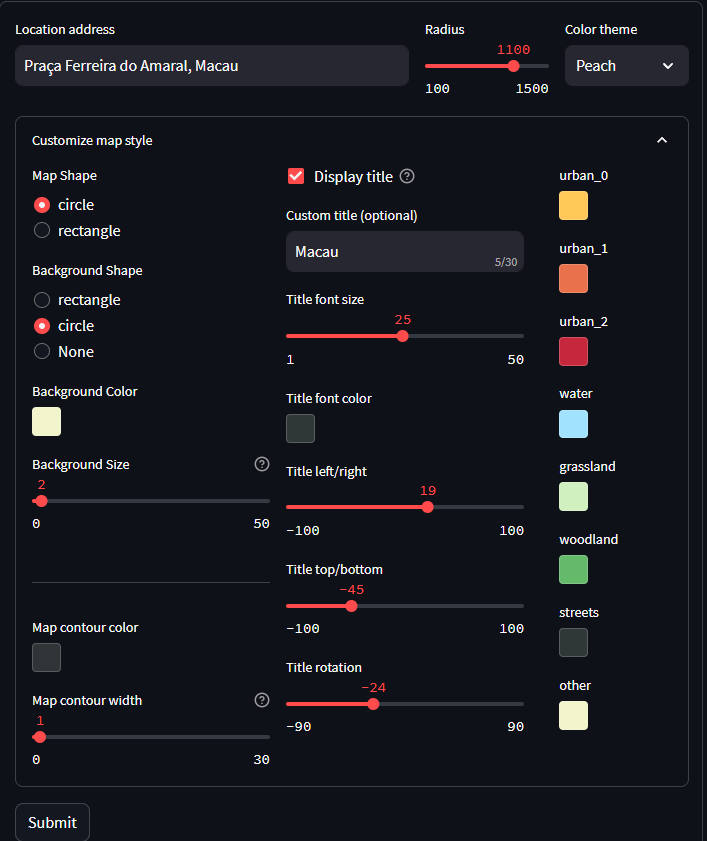 Location address
Praça Ferreira do Amaral, Macau
Radius
1100
100 1500
Color theme
Peach
Customize map style
Map Shape
circle
rectangle
Background Shape
rectangle
circle
None
Background Color
Background Size
2
0 50
Map contour color
Map contour width
1
0 30
Display title
Custom title (optional)
Macau
5/30
Title font size
25
1 50
Title font color
Title left/right
19
-100 100
Title top/bottom
-45
-100 100
Title rotation
-24
-90 90
urban_0
urban_1
urban_2
water
grassland
woodland
streets
other
Submit